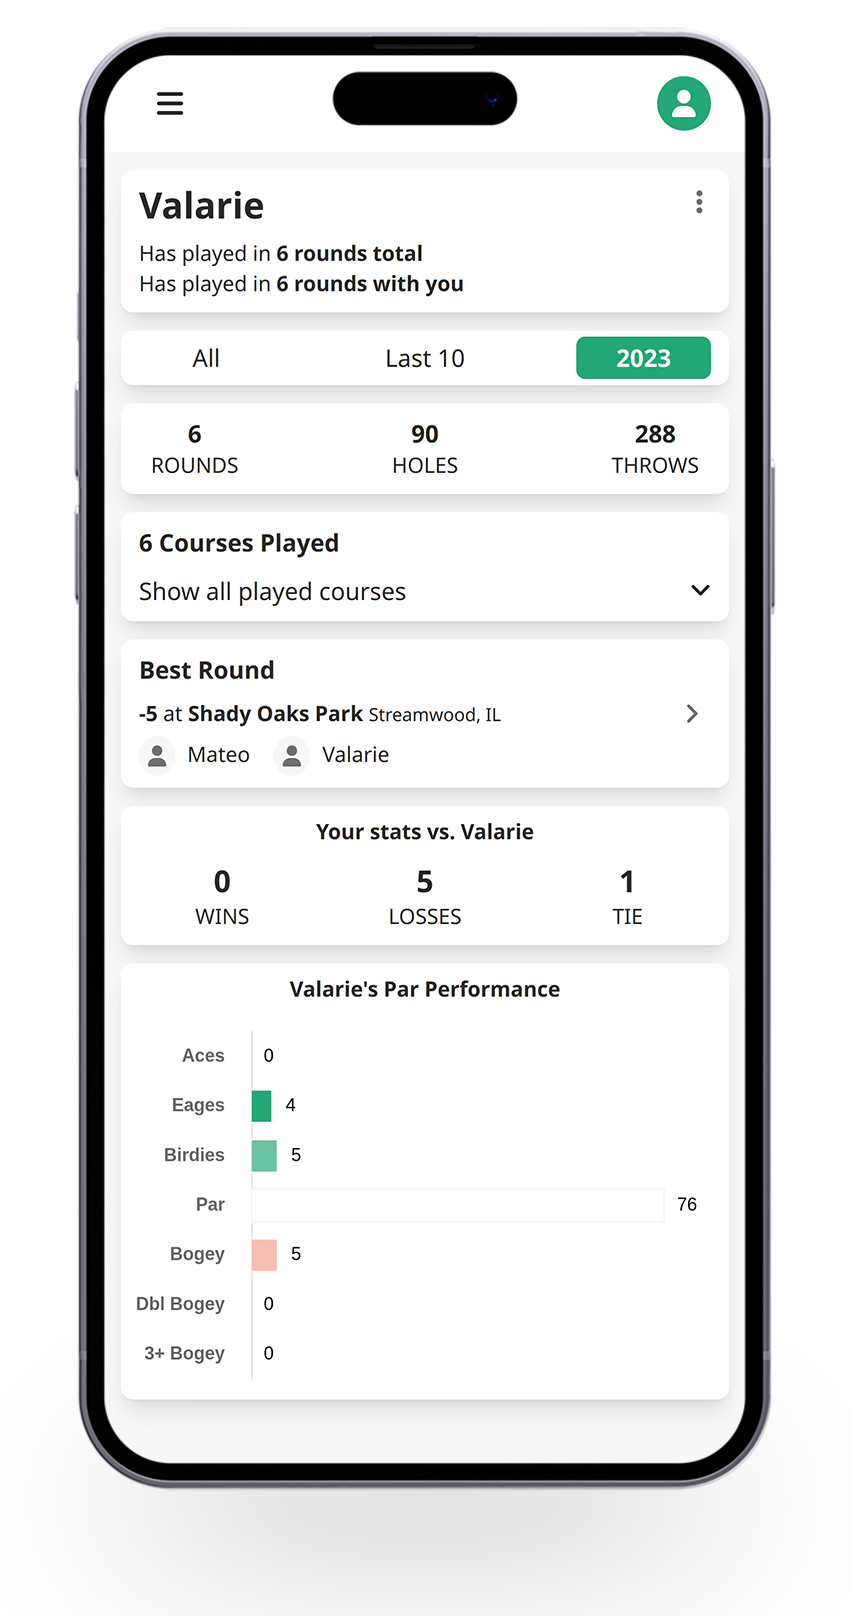 Valarie
Has played in 6 rounds total
Has played in 6 rounds with you
All Last 10 2023
6 90 288
ROUNDS HOLES THROWS
6 Courses Played
Show all played courses
Best Round
-5 at Shady Oaks Park Streamwood, IL
Mateo Valarie
Your stats vs. Valarie
0 5 1
WINS LOSSES TIE
Valarie's Par Performance
Aces 0
Eages 4
Birdies 5
Par 76
Bogey 5
Dbl Bogey 0
3+ Bogey 0